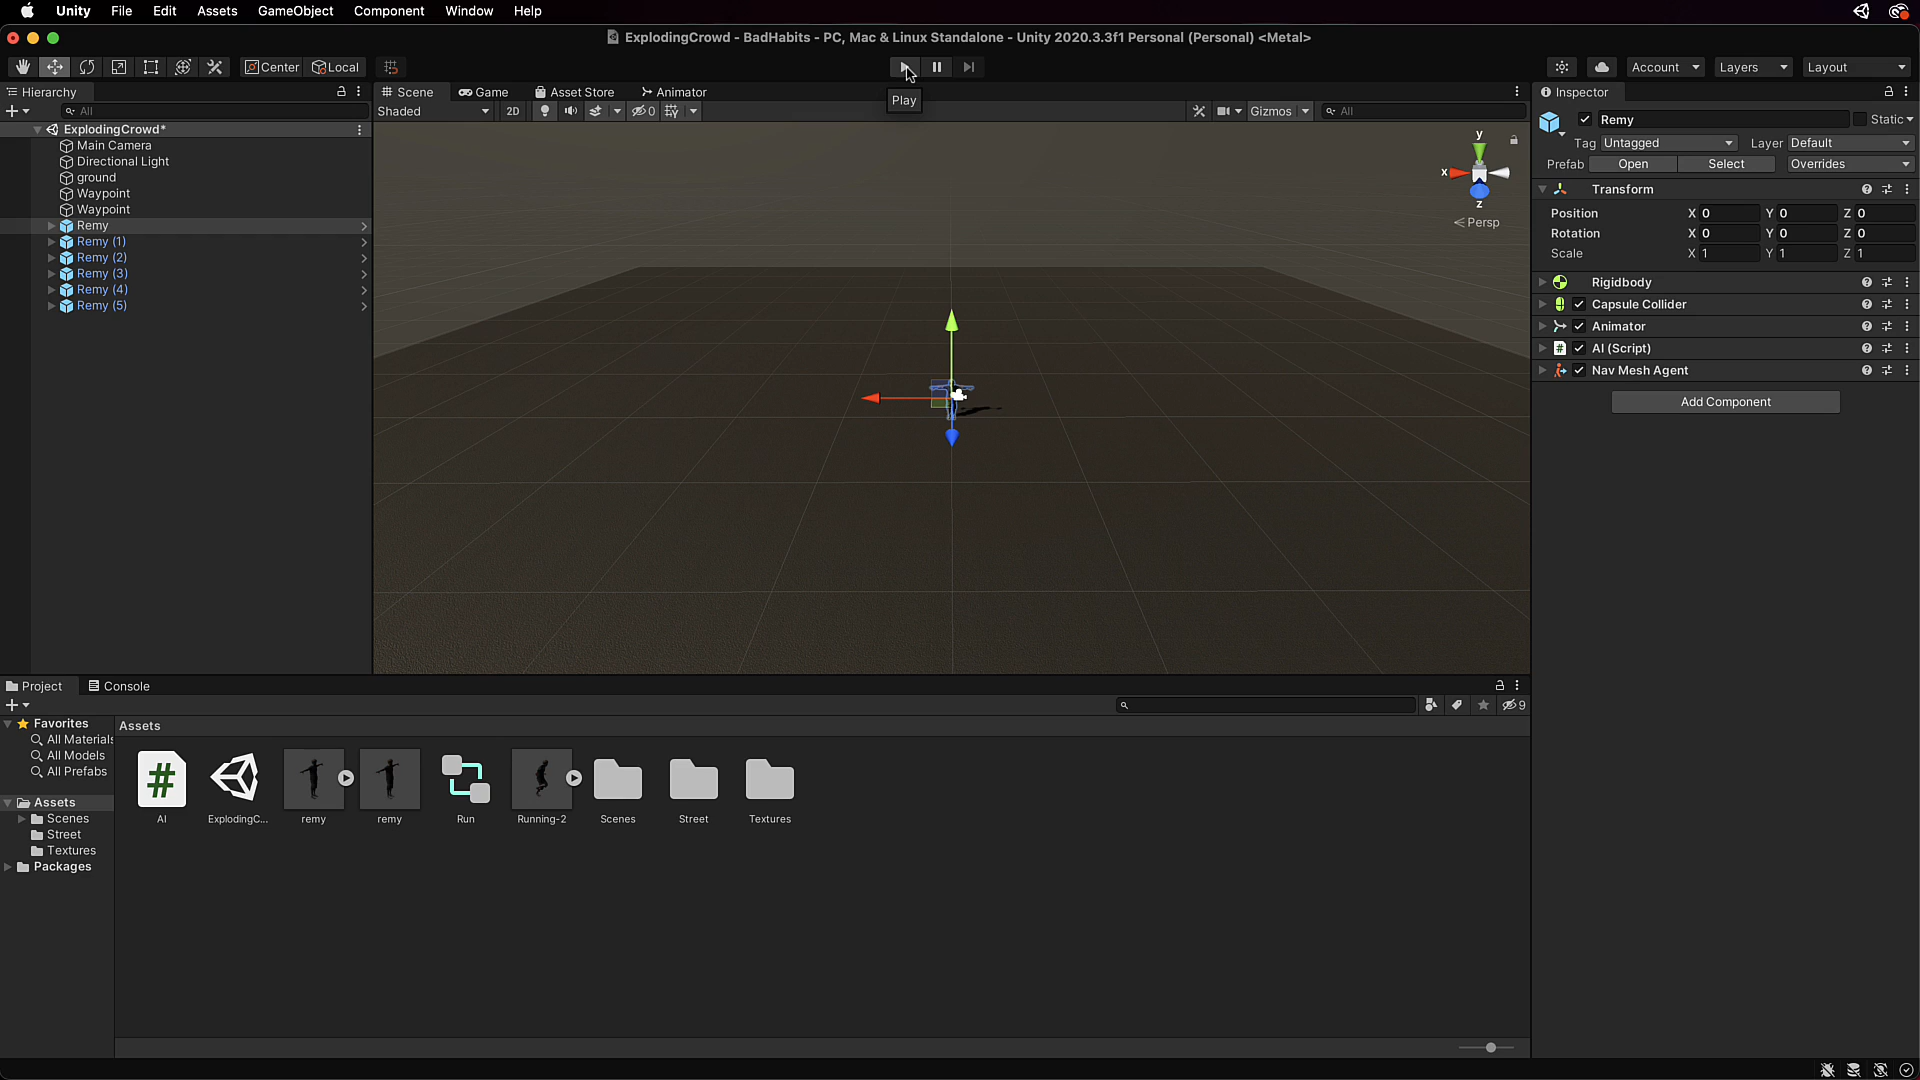 Unity File Edit Assets GameObject Component Window Help
ExplodingCrowd - BadHabits - PC, Mac & Linux Standalone - Unity 2020.3.3f1 Personal (Personal) <Metal>
Center Local Account Layers Layout
Play
Hierarchy
All
ExplodingCrowd*
Main Camera
Directional Light
ground
Waypoint
Waypoint
Remy
Remy (1)
Remy (2)
Remy (3)
Remy (4)
Remy (5)
Scene Game Asset Store Animator
Shaded 2D 0 Gizmos All
y
x
z
Persp
Inspector
Remy Static
Tag Untagged Layer Default
Prefab Open Select Overrides
Transform
Position X 0 Y 0 Z 0
Rotation X 0 Y 0 Z 0
Scale X 1 Y 1 Z 1
Rigidbody
Capsule Collider
Animator
AI (Script)
Nav Mesh Agent
Add Component
Project Console
9
Favorites
All Materials
All Models
All Prefabs
Assets
Scenes
Street
Textures
Packages
Assets
AI ExplodingC... remy remy Run Running-2 Scenes Street Textures